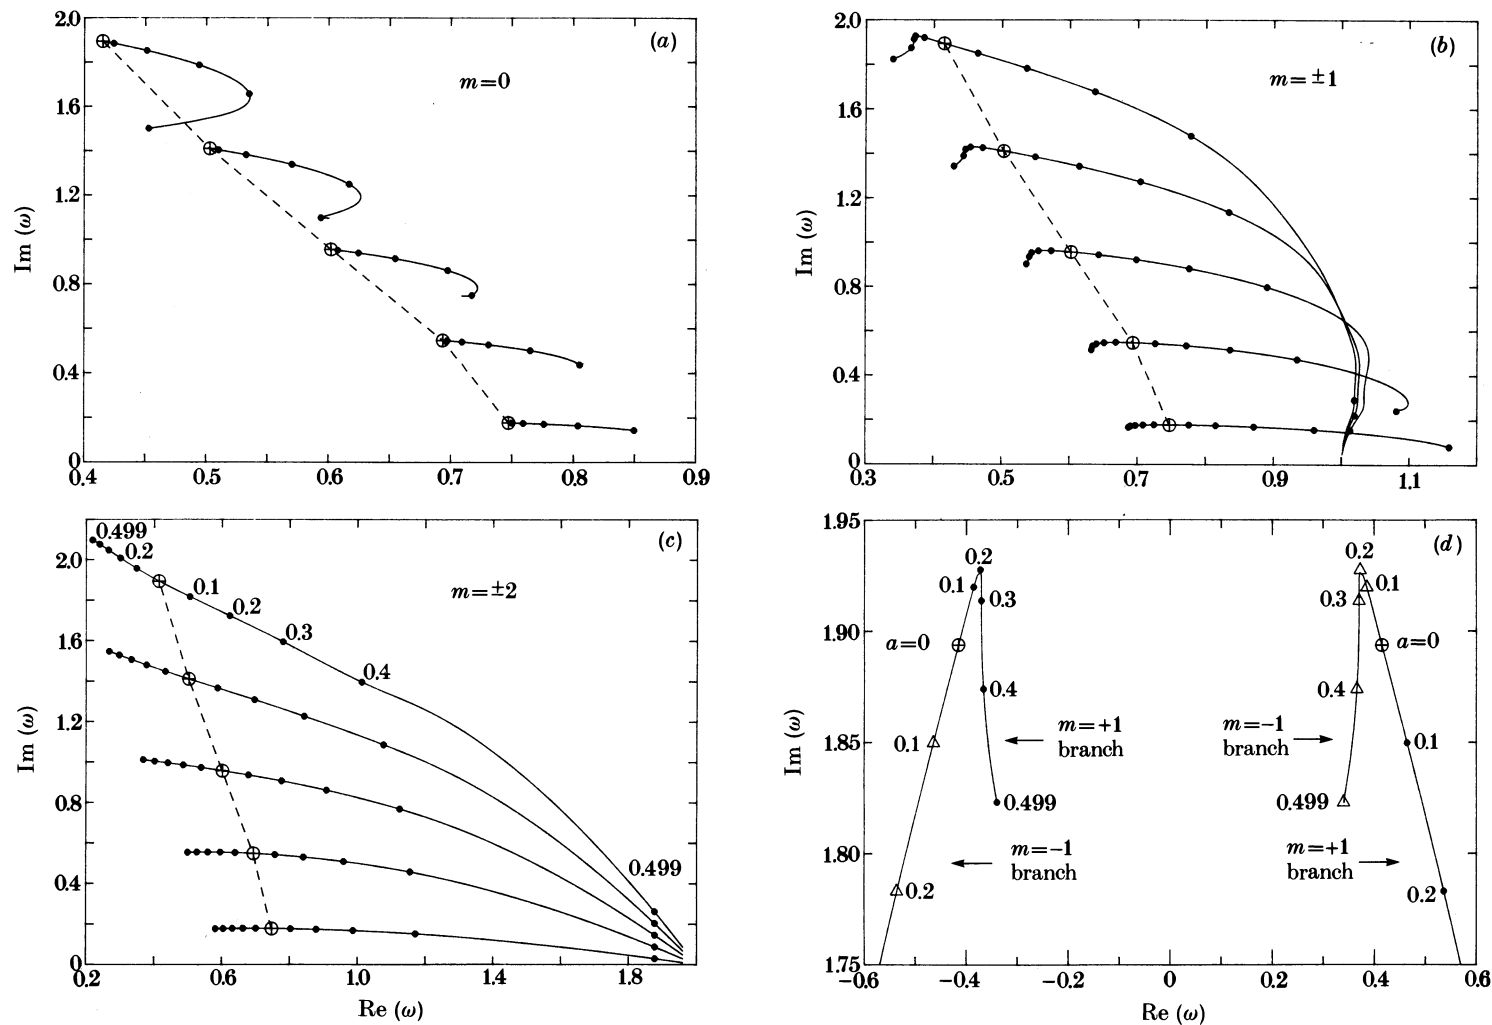 2.0
1.6
1.2
0.8
0.4
0
Im (ω)
(a)
m=0
0.4
0.5
0.6
0.7
0.8
0.9
2.0
1.6
1.2
0.8
0.4
0
Im (ω)
(b)
m=±1
0.3
0.5
0.7
0.9
1.1
2.0
1.6
1.2
0.8
0.4
0
Im (ω)
(c)
m=±2
0.499
0.2
0.1
0.2
0.3
0.4
0.499
0.2
0.6
1.0
1.4
1.8
Re (ω)
1.95
1.90
1.85
1.80
1.75
Im (ω)
(d)
0.2
0.1
0.3
a=0
0.4
0.1
m=+1
branch
0.499
m=−1
branch
0.2
0.2
0.1
0.3
a=0
0.4
m=−1
branch
0.1
0.499
m=+1
branch
0.2
−0.6
−0.4
−0.2
0
0.2
0.4
0.6
Re (ω)